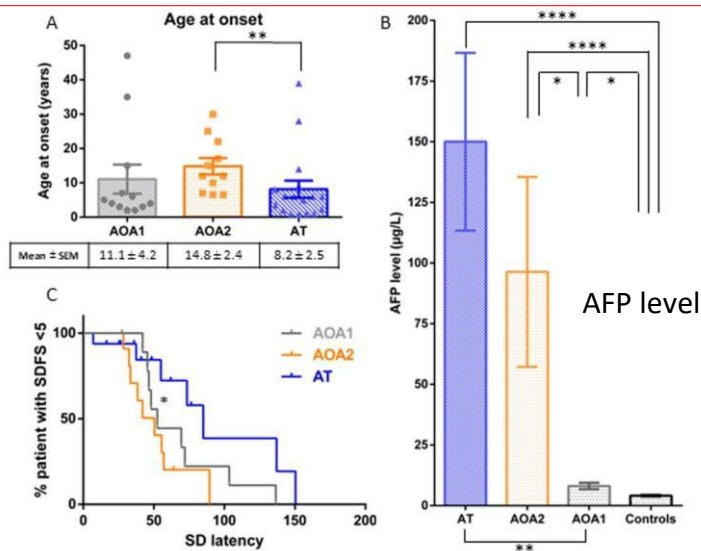 A
Age at onset
**
Age at onset (years)
50
40
30
20
10
0
AOA1 AOA2 AT
Mean ± SEM 11.1 ± 4.2 14.8 ± 2.4 8.2 ± 2.5
B
****
****
* *
AFP level (µg/L)
200
175
150
125
100
75
50
25
0
AFP level
AT AOA2 AOA1 Controls
**
C
% patient with SDFS <5
100
50
0
AOA1
AOA2
AT
*
0 50 100 150 200
SD latency